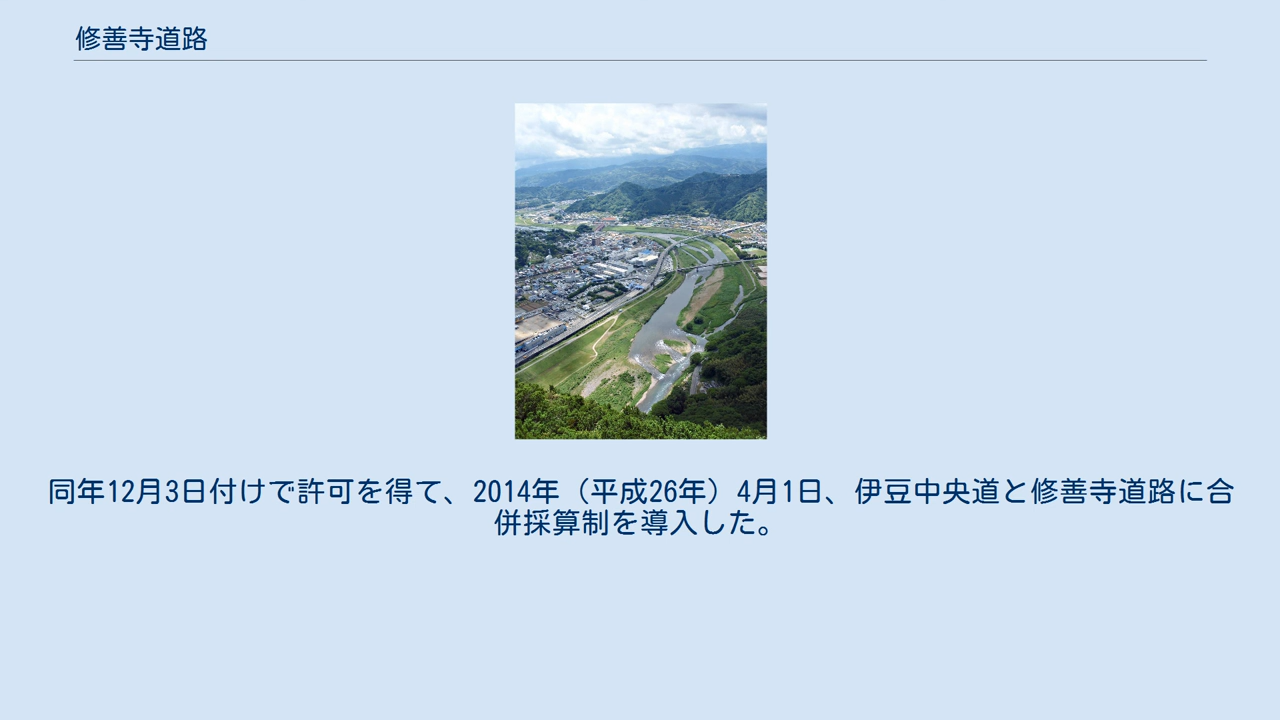 修善寺道路
同年12月3日付けで許可を得て、2014年（平成26年）4月1日、伊豆中央道と修善寺道路に合
併採算制を導入した。